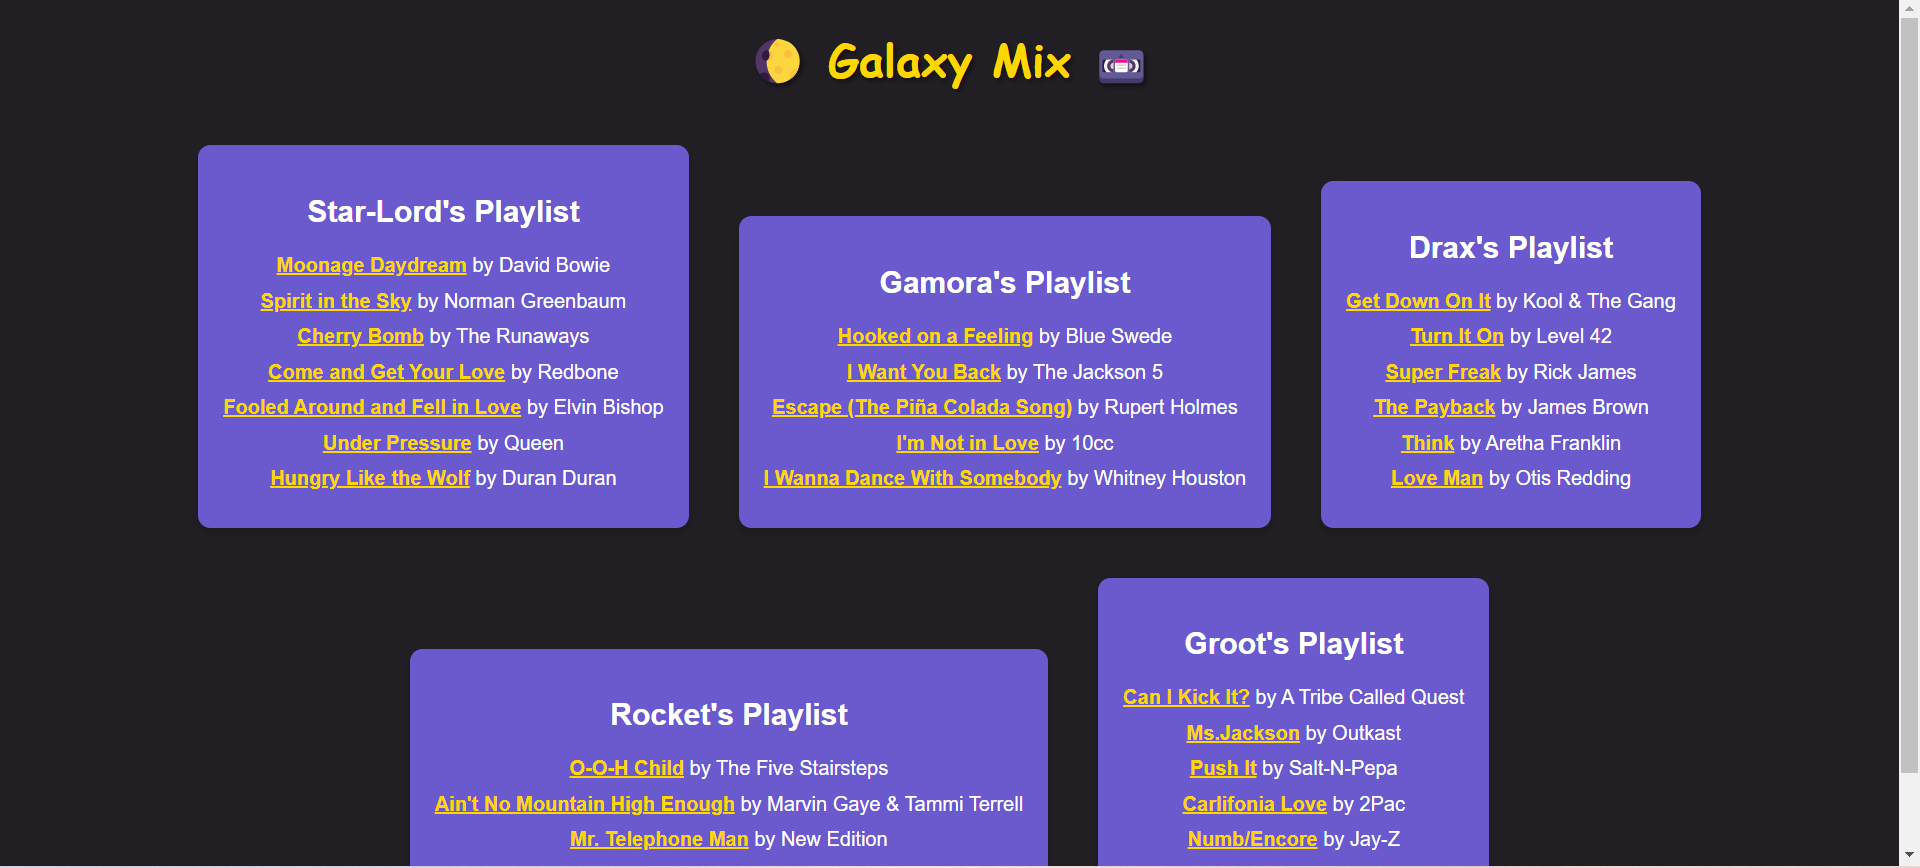 Galaxy Mix
Star-Lord's Playlist
Moonage Daydream by David Bowie
Spirit in the Sky by Norman Greenbaum
Cherry Bomb by The Runaways
Come and Get Your Love by Redbone
Fooled Around and Fell in Love by Elvin Bishop
Under Pressure by Queen
Hungry Like the Wolf by Duran Duran
Gamora's Playlist
Hooked on a Feeling by Blue Swede
I Want You Back by The Jackson 5
Escape (The Piña Colada Song) by Rupert Holmes
I'm Not in Love by 10cc
I Wanna Dance With Somebody by Whitney Houston
Drax's Playlist
Get Down On It by Kool & The Gang
Turn It On by Level 42
Super Freak by Rick James
The Payback by James Brown
Think by Aretha Franklin
Love Man by Otis Redding
Rocket's Playlist
O-O-H Child by The Five Stairsteps
Ain't No Mountain High Enough by Marvin Gaye & Tammi Terrell
Mr. Telephone Man by New Edition
Groot's Playlist
Can I Kick It? by A Tribe Called Quest
Ms.Jackson by Outkast
Push It by Salt-N-Pepa
Carlifonia Love by 2Pac
Numb/Encore by Jay-Z